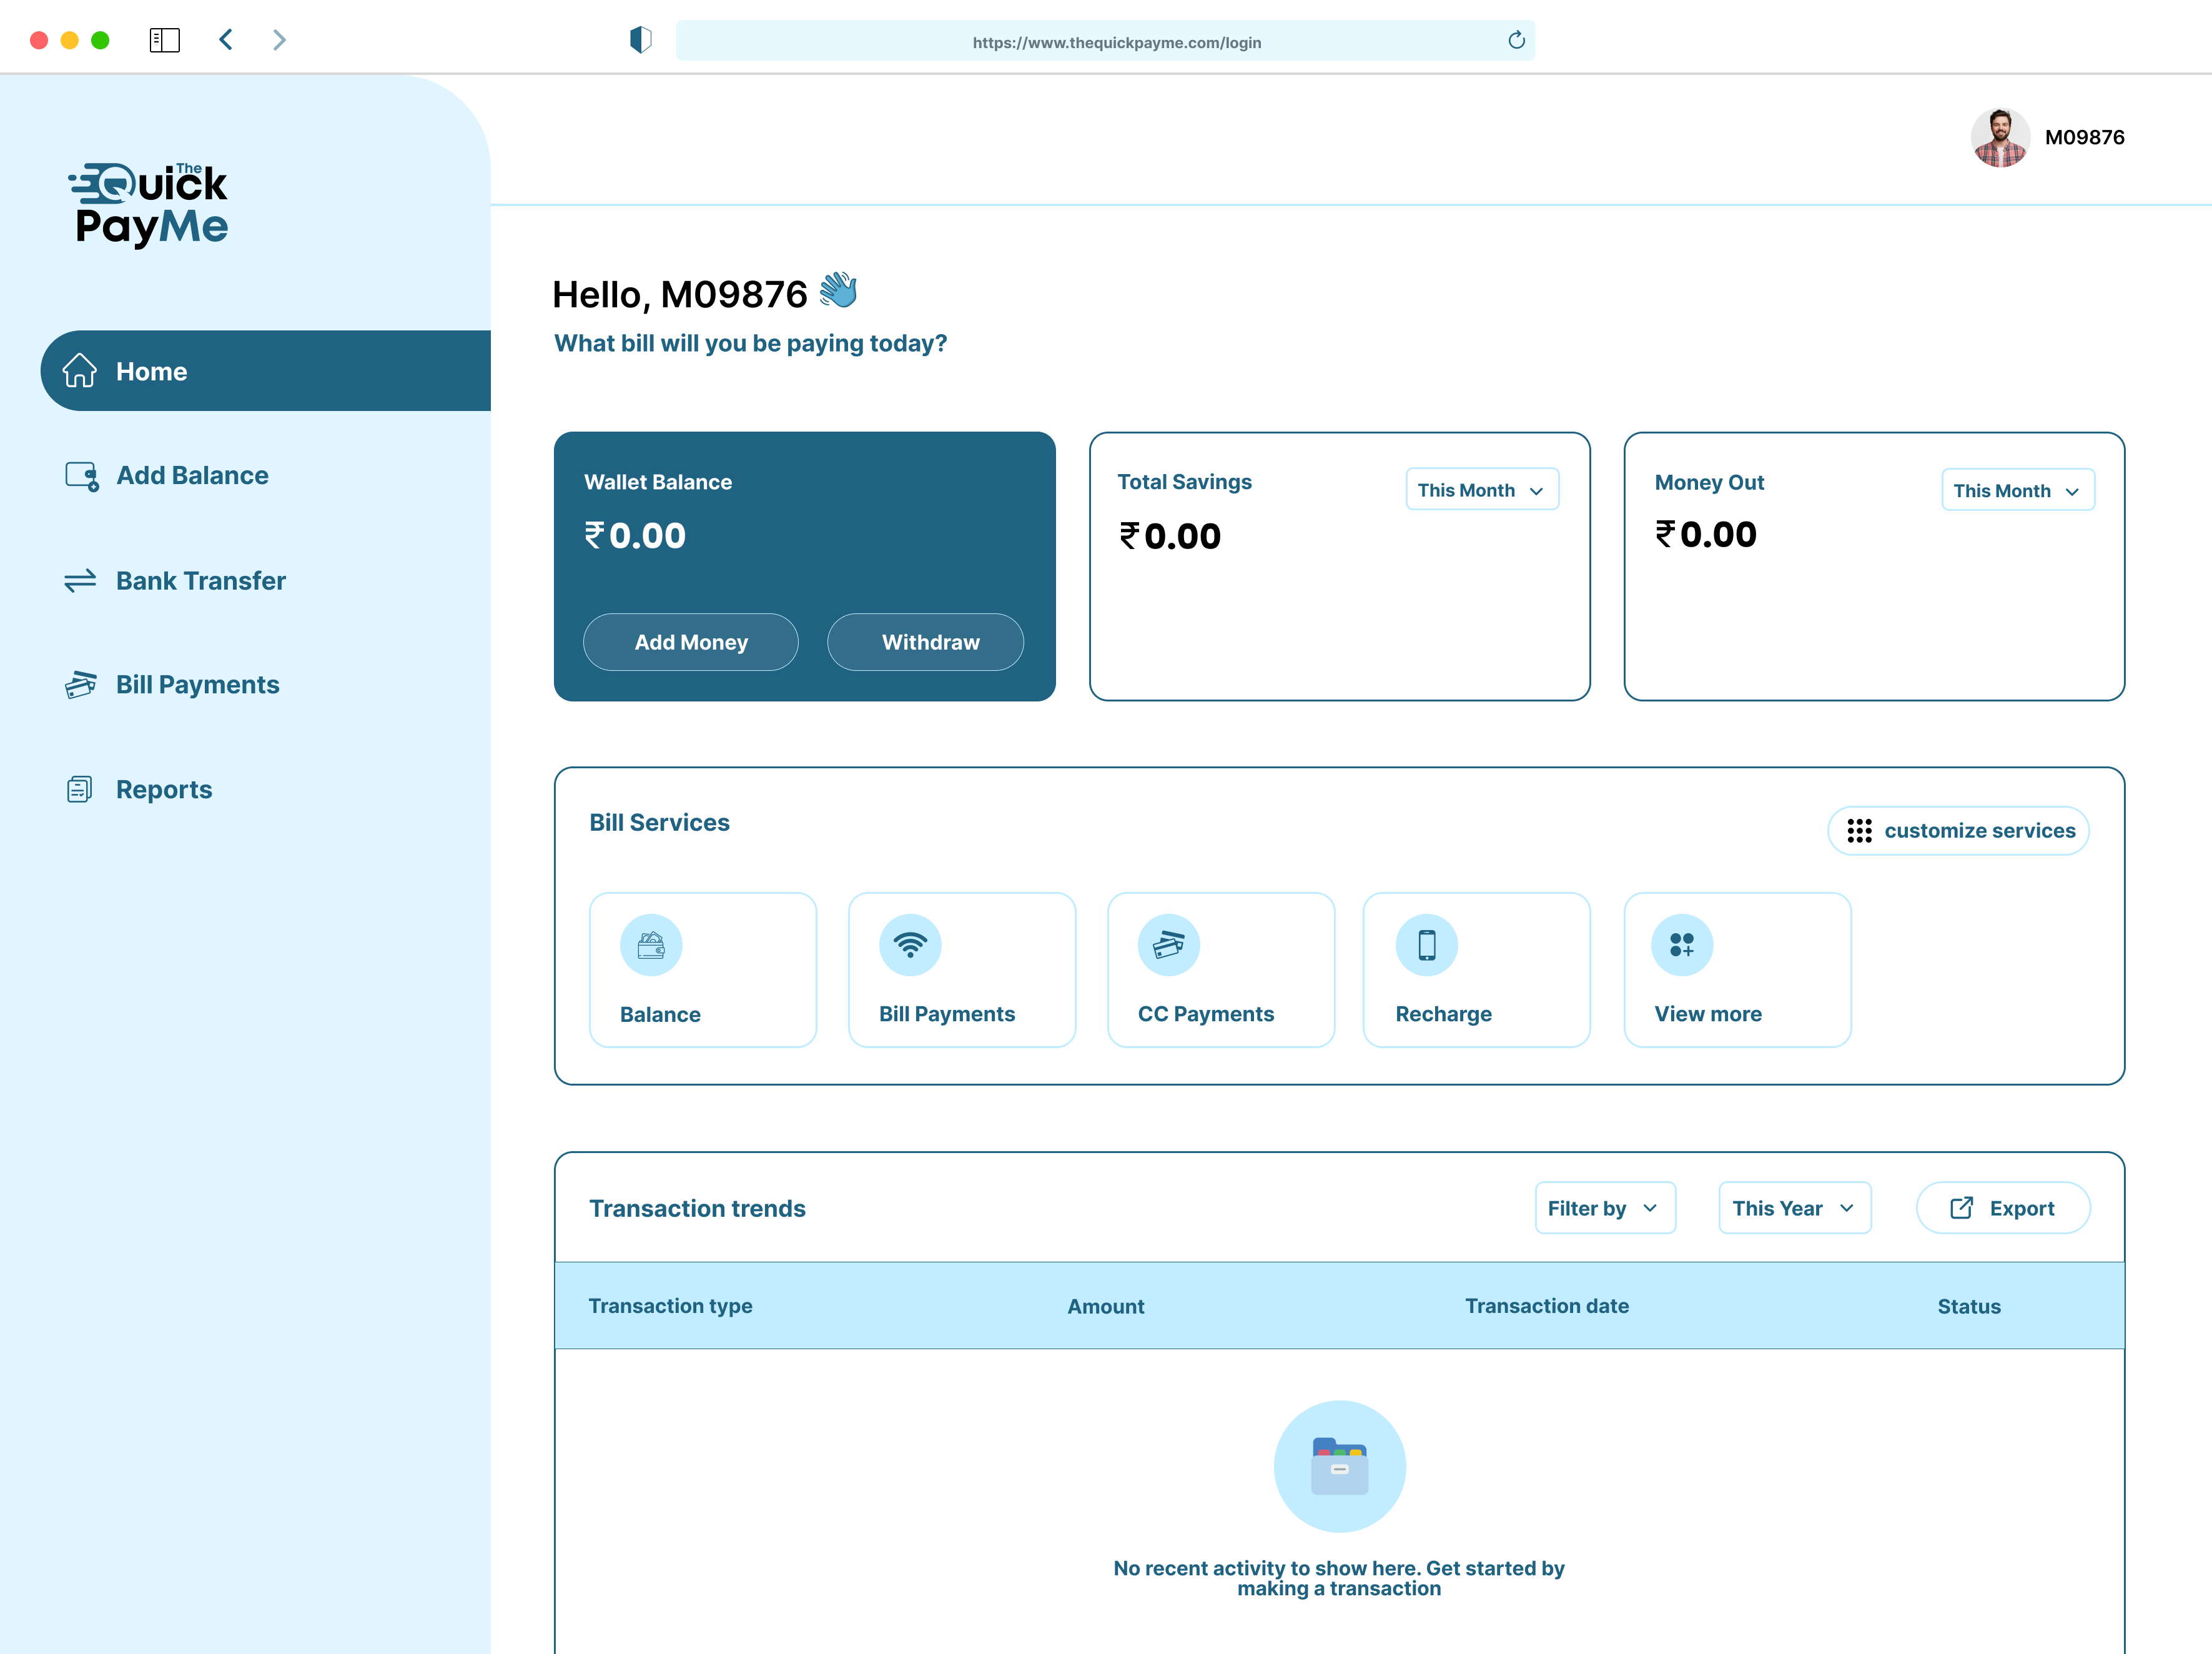 https://www.thequickpayme.com/login
M09876
The
Quick
PayMe
Home
Add Balance
Bank Transfer
Bill Payments
Reports
Hello, M09876 👋
What bill will you be paying today?
Wallet Balance
₹0.00
Add Money
Withdraw
Total Savings
This Month
₹0.00
Money Out
This Month
₹0.00
Bill Services
customize services
Balance
Bill Payments
CC Payments
Recharge
View more
Transaction trends
Filter by
This Year
Export
Transaction type
Amount
Transaction date
Status
No recent activity to show here. Get started by
making a transaction